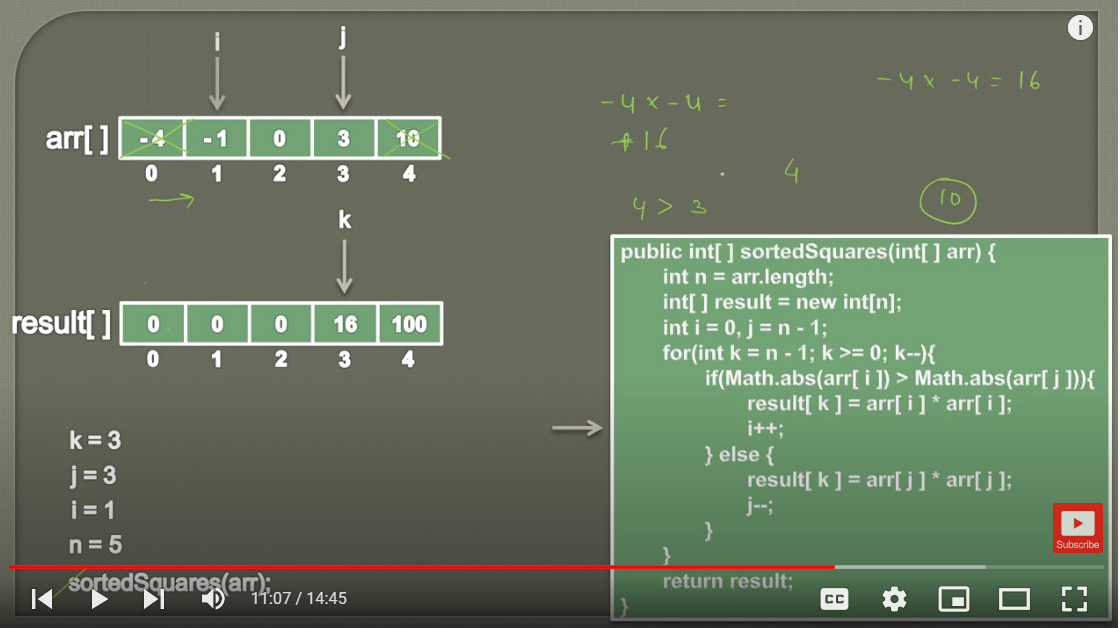 i
j
arr[ ]
-4 -1 0 3 10
0 1 2 3 4
k
result[ ]
0 0 0 16 100
0 1 2 3 4
k = 3
j = 3
i = 1
n = 5
sortedSquares(arr);
-4 x -4 =
+16
4 > 3
4
-4 x -4 = 16
10
public int[ ] sortedSquares(int[ ] arr) {
int n = arr.length;
int[ ] result = new int[n];
int i = 0, j = n - 1;
for(int k = n - 1; k >= 0; k--){
if(Math.abs(arr[ i ]) > Math.abs(arr[ j ])){
result[ k ] = arr[ i ] * arr[ i ];
i++;
} else {
result[ k ] = arr[ j ] * arr[ j ];
j--;
}
}
return result;
}
Subscribe
11:07 / 14:45
CC
i